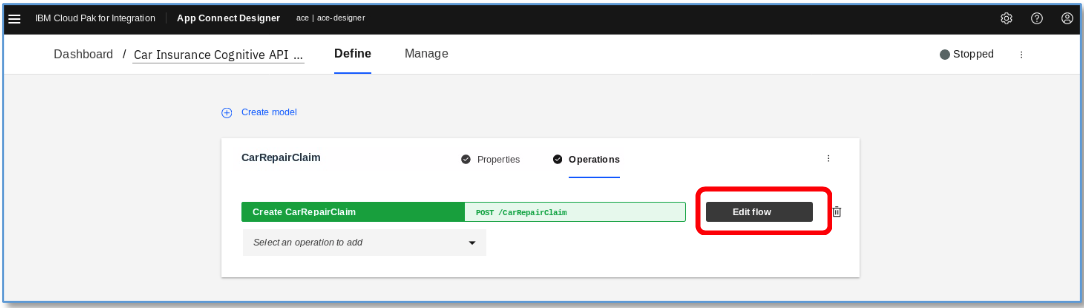 IBM Cloud Pak for Integration App Connect Designer ace | ace-designer
Dashboard / Car Insurance Cognitive API ... Define Manage Stopped
Create model
CarRepairClaim Properties Operations
Create CarRepairClaim POST /CarRepairClaim Edit flow
Select an operation to add